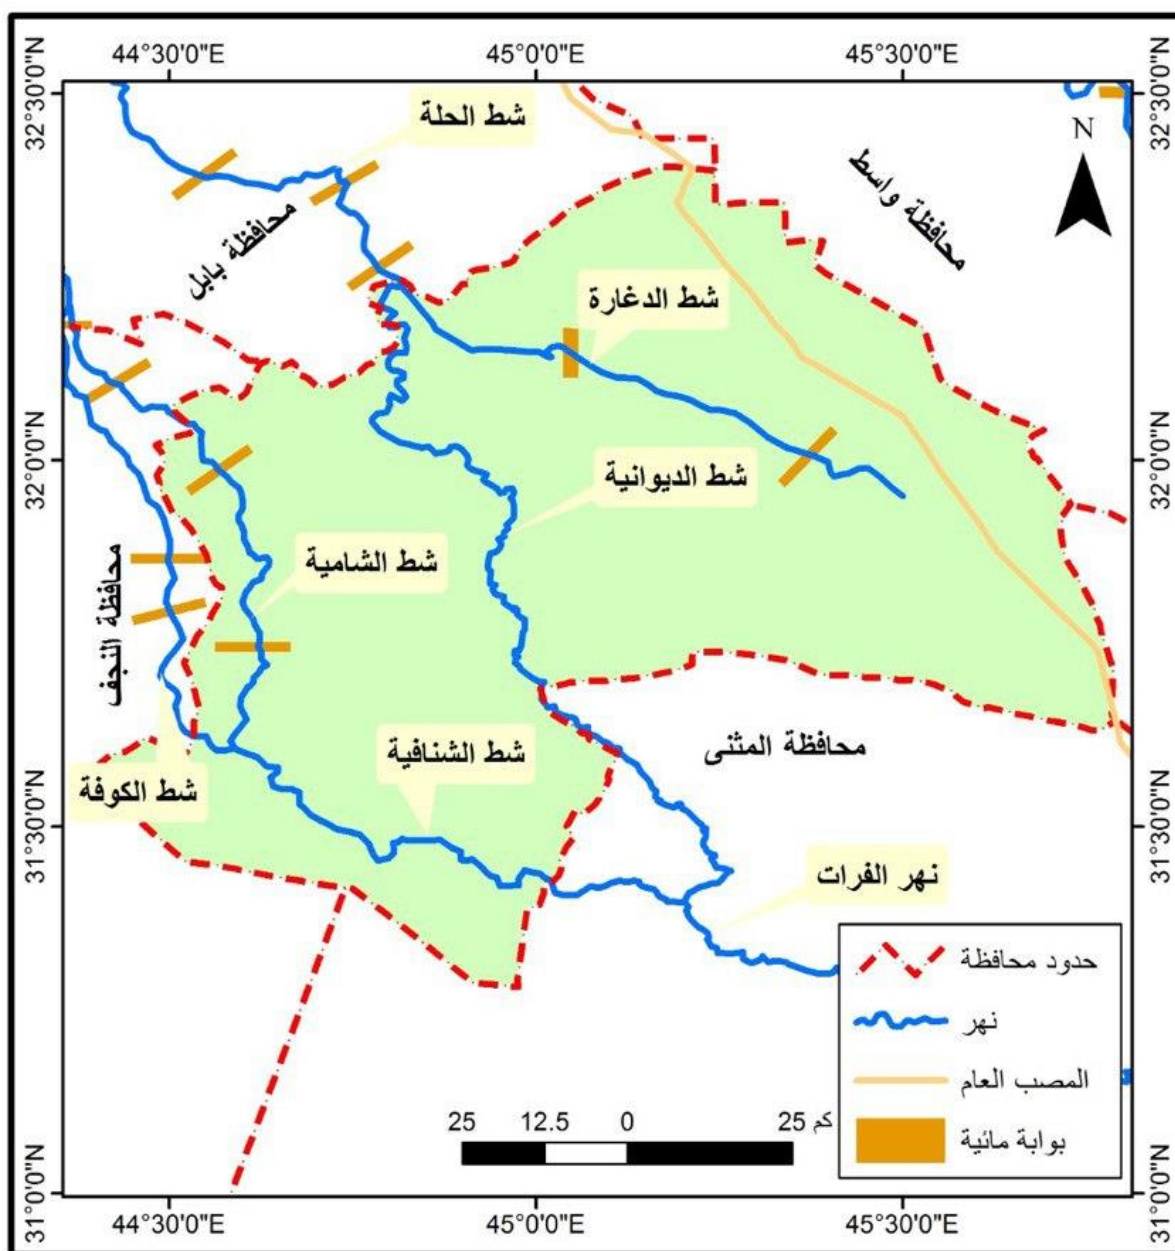 44°30'0"E
45°0'0"E
45°30'0"E
32°30'0"N
32°30'0"N
شط الحلة
N
محافظة واسط
محافظة بابل
شط الدغارة
32°0'0"N
32°0'0"N
شط الديوانية
شط الشامية
محافظة النجف
شط الشنافية
محافظة المثنى
شط الكوفة
31°30'0"N
31°30'0"N
نهر الفرات
حدود محافظة
نهر
المصب العام
بوابة مائية
25 12.5 0 25 كم
31°0'0"N
31°0'0"N
44°30'0"E
45°0'0"E
45°30'0"E